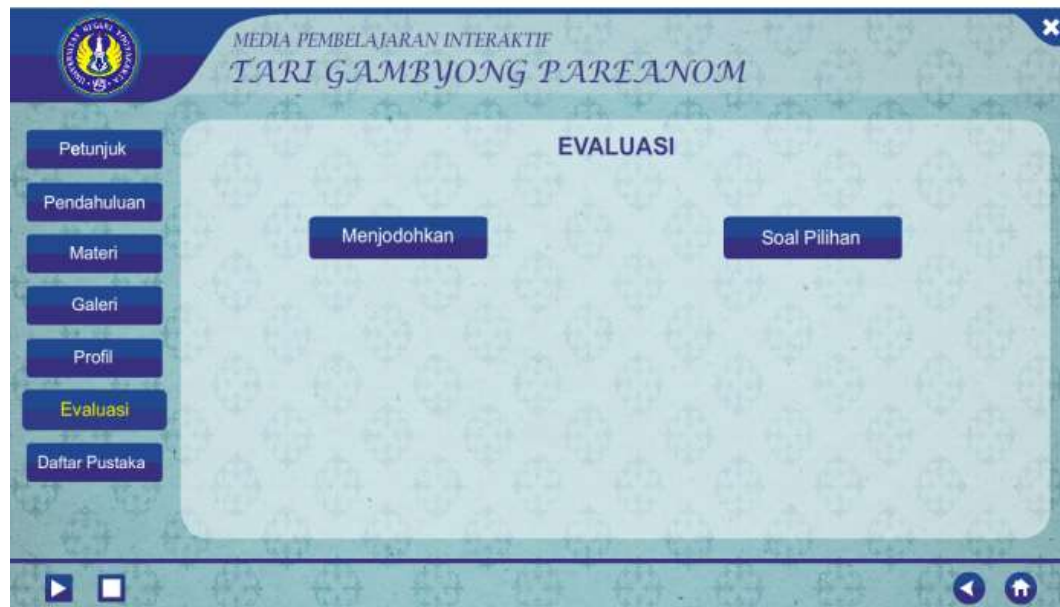 MEDIA PEMBELAJARAN INTERAKTIF
TARI GAMBYONG PAREANOM
Petunjuk
Pendahuluan
Materi
Galeri
Profil
Evaluasi
Daftar Pustaka
EVALUASI
Menjodohkan
Soal Pilihan